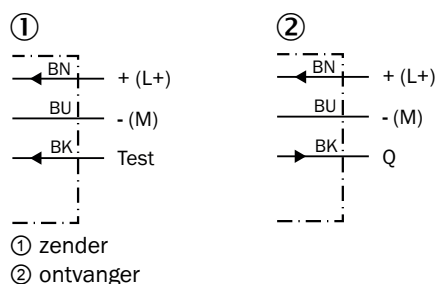 ①
BN + (L+)
BU - (M)
BK Test
②
BN + (L+)
BU - (M)
BK Q
① zender
② ontvanger